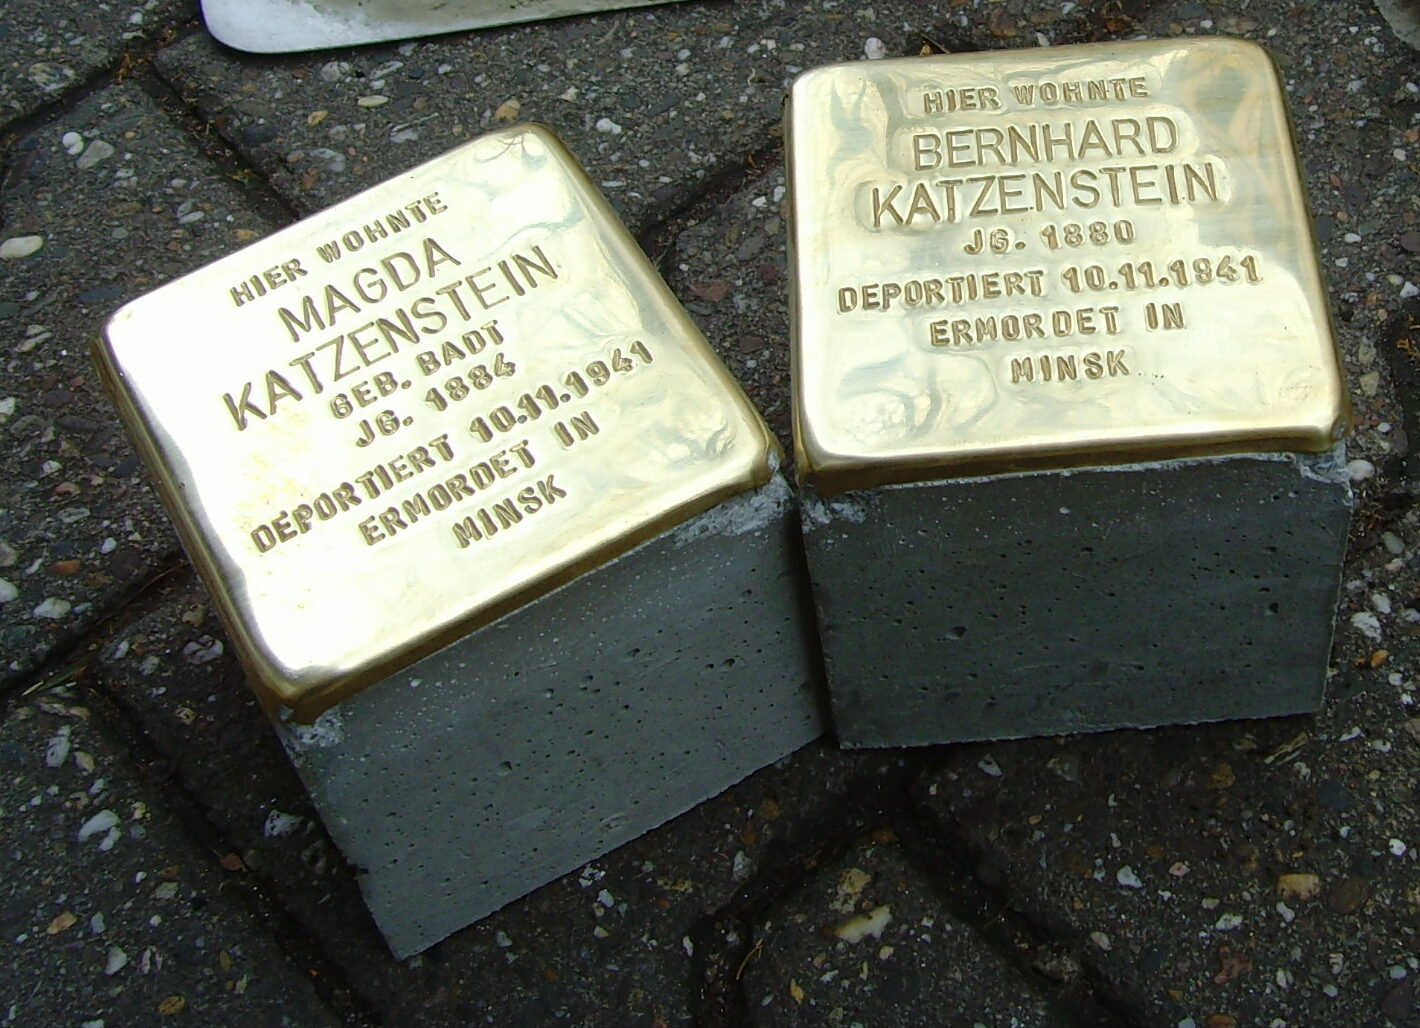 HIER WOHNTE
MAGDA
KATZENSTEIN
GEB. BADT
JG. 1884
DEPORTIERT 10.11.1941
ERMORDET IN
MINSK
HIER WOHNTE
BERNHARD
KATZENSTEIN
JG. 1880
DEPORTIERT 10.11.1941
ERMORDET IN
MINSK